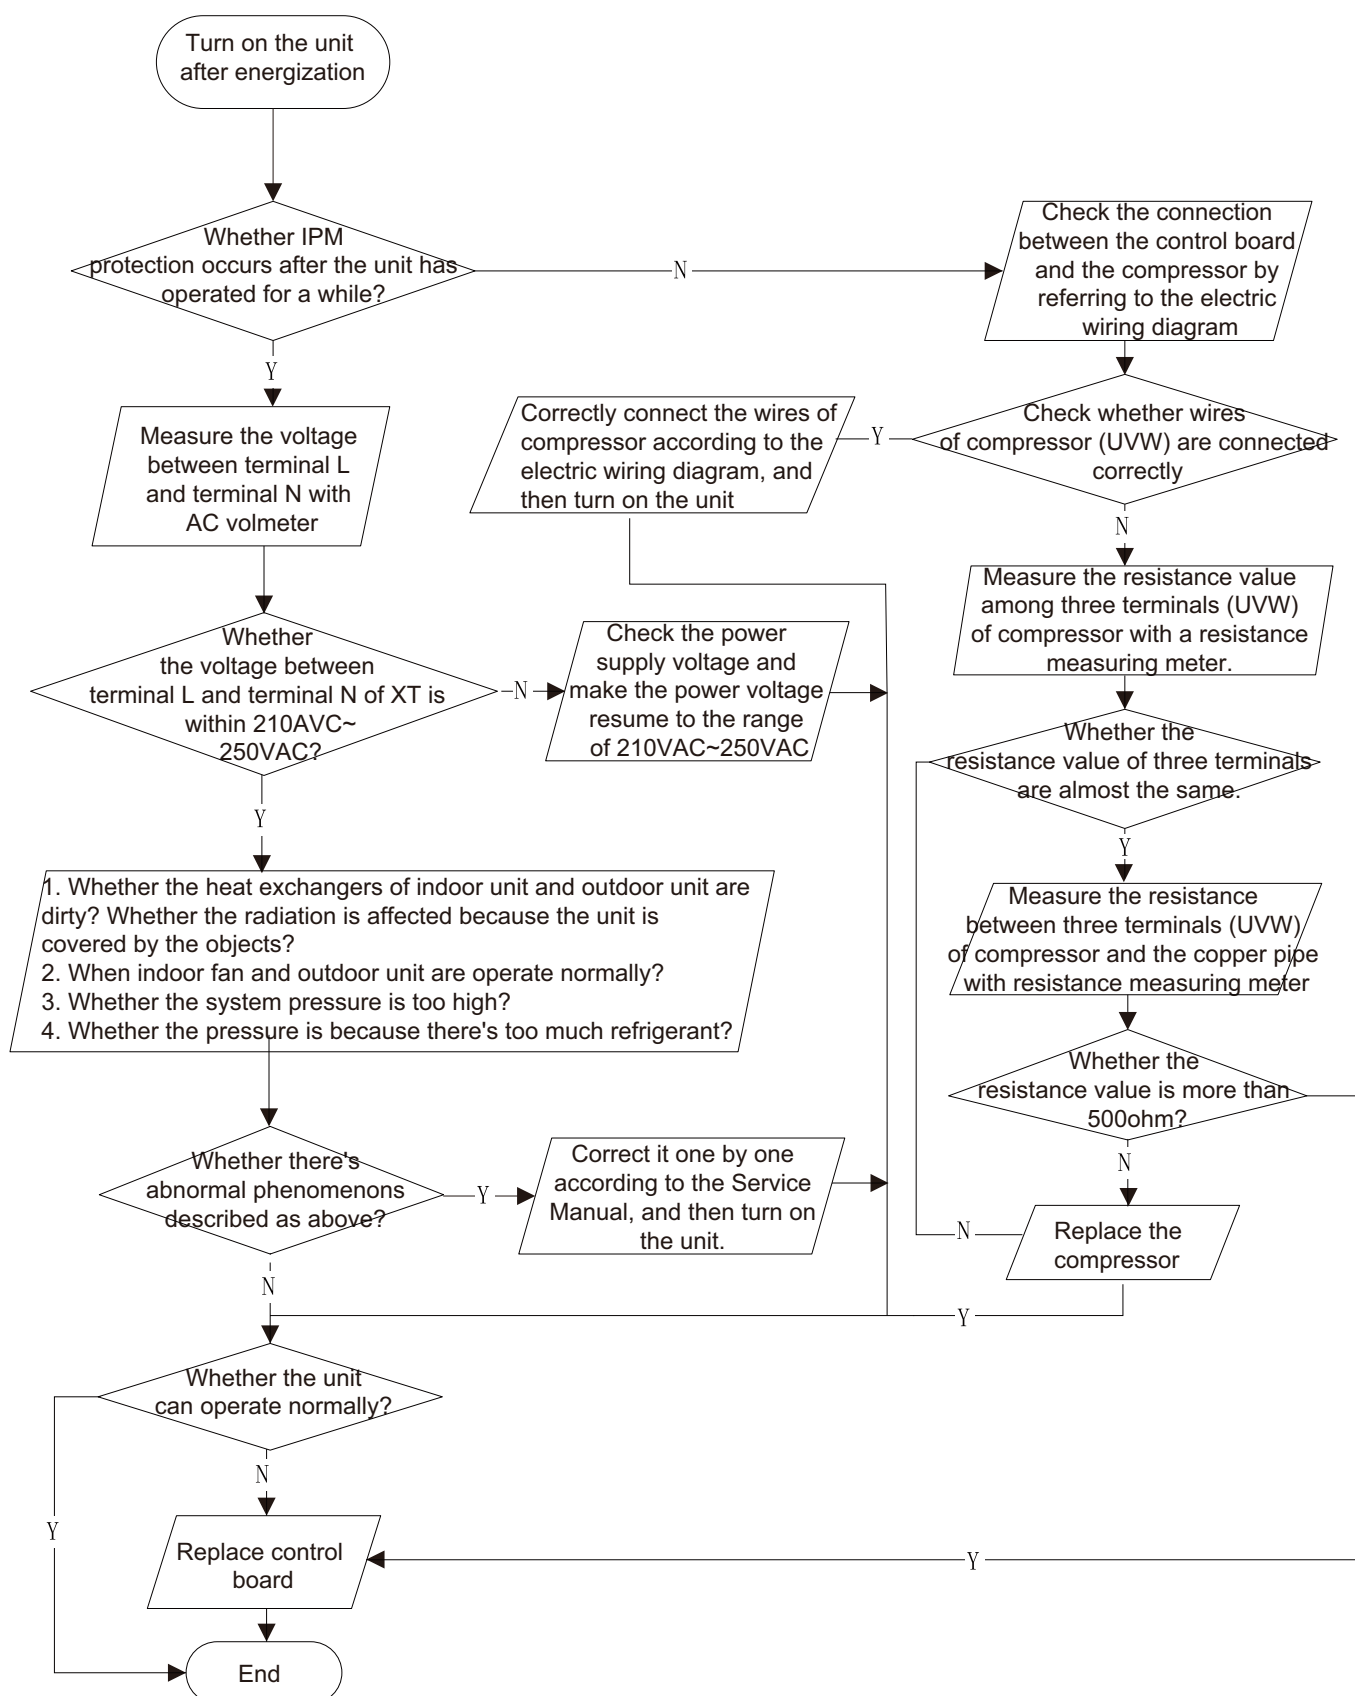 Turn on the unit
after energization
Whether IPM
protection occurs after the unit has
operated for a while?
N
Check the connection
between the control board
and the compressor by
referring to the electric
wiring diagram
Y
Measure the voltage
between terminal L
and terminal N with
AC volmeter
Correctly connect the wires of
compressor according to the
electric wiring diagram, and
then turn on the unit
Y
Check whether wires
of compressor (UVW) are connected
correctly
N
Measure the resistance value
among three terminals (UVW)
of compressor with a resistance
measuring meter.
Whether
the voltage between
terminal L and terminal N of XT is
within 210AVC~
250VAC?
N
Check the power
supply voltage and
make the power voltage
resume to the range
of 210VAC~250VAC
Whether the
resistance value of three terminals
are almost the same.
Y
Y
1. Whether the heat exchangers of indoor unit and outdoor unit are
dirty? Whether the radiation is affected because the unit is
covered by the objects?
2. When indoor fan and outdoor unit are operate normally?
3. Whether the system pressure is too high?
4. Whether the pressure is because there's too much refrigerant?
Measure the resistance
between three terminals (UVW)
of compressor and the copper pipe
with resistance measuring meter
Whether the
resistance value is more than
500ohm?
N
Whether there's
abnormal phenomenons
described as above?
Y
Correct it one by one
according to the Service
Manual, and then turn on
the unit.
N
Replace the
compressor
N
Y
Whether the unit
can operate normally?
N
Y
Replace control
board
Y
End